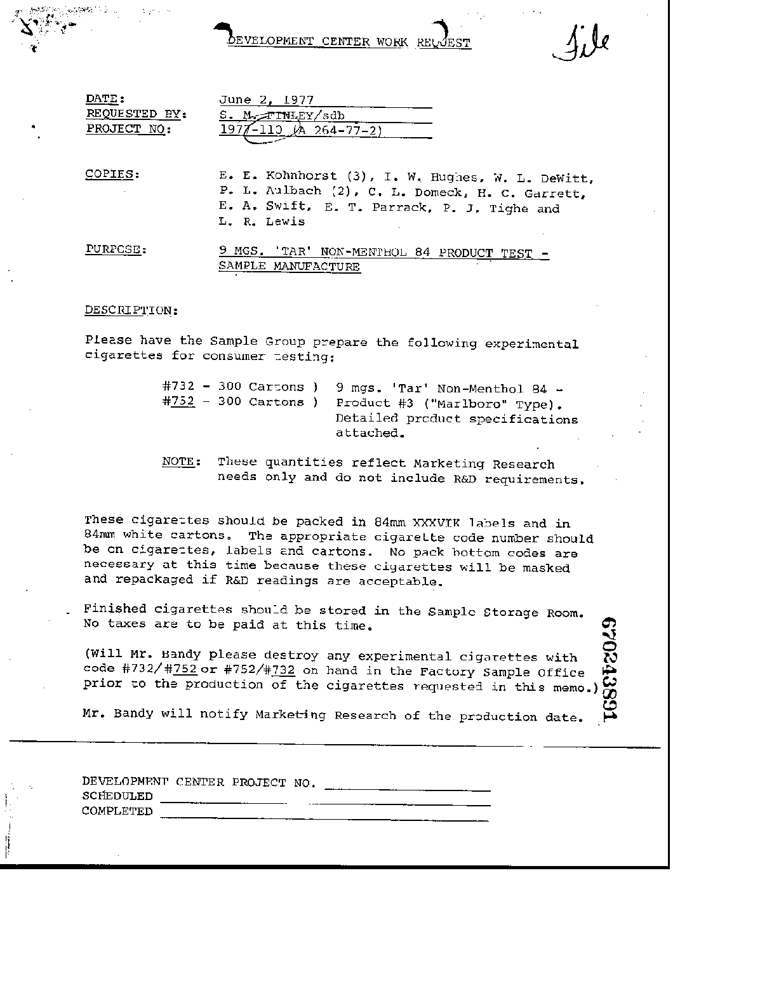 DEVELOPMENT CENTER WORK REQUEST
File
DATE: June 2, 1977
REQUESTED BY: S. M. FINLEY/sdb
PROJECT NO: 1977-110 (A 264-77-2)
COPIES: E. E. Kohnhorst (3), I. W. Hughes, W. L. DeWitt,
P. L. Aulbach (2), C. L. Domeck, H. C. Garrett,
E. A. Swift, E. T. Parrack, P. J. Tighe and
L. R. Lewis
PURPOSE: 9 MGS. 'TAR' NON-MENTHOL 84 PRODUCT TEST -
SAMPLE MANUFACTURE
DESCRIPTION:
Please have the Sample Group prepare the following experimental
cigarettes for consumer testing:
#732 - 300 Cartons ) 9 mgs. 'Tar' Non-Menthol 84 -
#752 - 300 Cartons ) Product #3 ("Marlboro" Type).
Detailed product specifications
attached.
NOTE: These quantities reflect Marketing Research
needs only and do not include R&D requirements.
These cigarettes should be packed in 84mm XXXVIK labels and in
84mm white cartons. The appropriate cigarette code number should
be on cigarettes, labels and cartons. No pack bottom codes are
necessary at this time because these cigarettes will be masked
and repackaged if R&D readings are acceptable.
Finished cigarettes should be stored in the Sample Storage Room.
No taxes are to be paid at this time.
(Will Mr. Bandy please destroy any experimental cigarettes with
code #732/#752 or #752/#732 on hand in the Factory Sample Office
prior to the production of the cigarettes requested in this memo.)
Mr. Bandy will notify Marketing Research of the production date.
670243891
DEVELOPMENT CENTER PROJECT NO.
SCHEDULED
COMPLETED